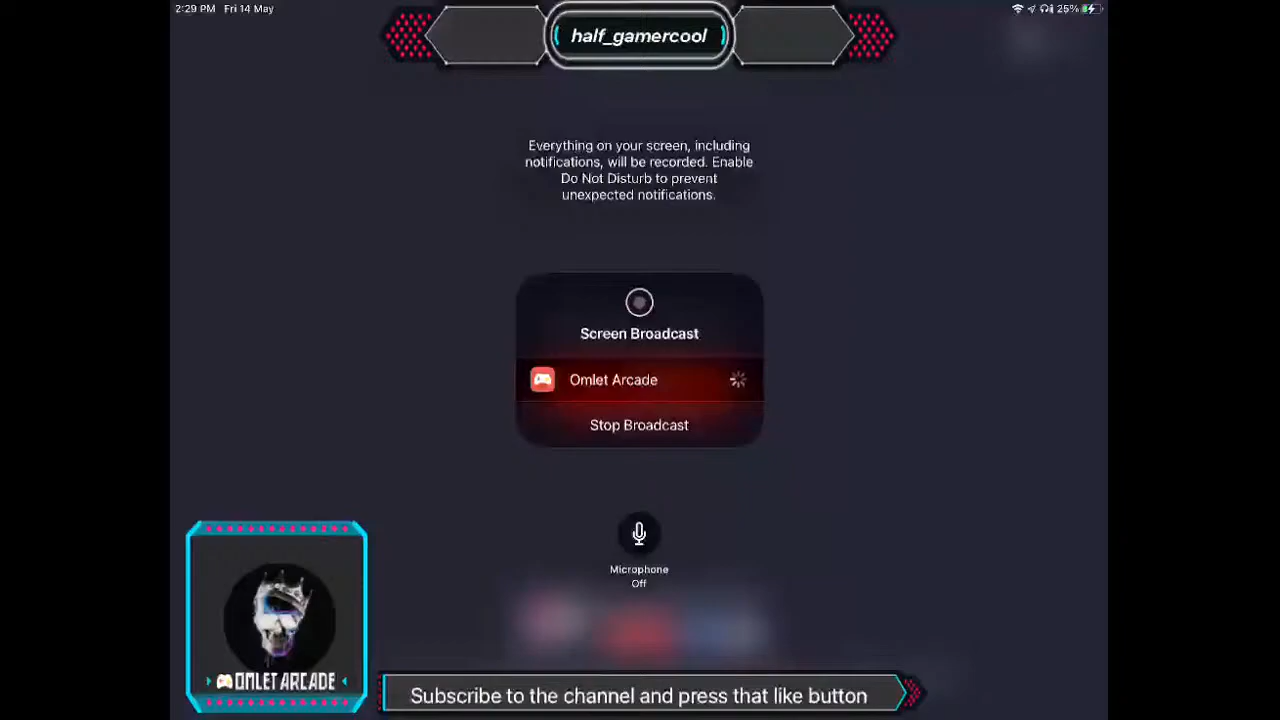 2:29 PM Fri 14 May
25%
half_gamercool
Everything on your screen, including
notifications, will be recorded. Enable
Do Not Disturb to prevent
unexpected notifications.
Screen Broadcast
Omlet Arcade
Stop Broadcast
Microphone
Off
OMLET ARCADE
Subscribe to the channel and press that like button